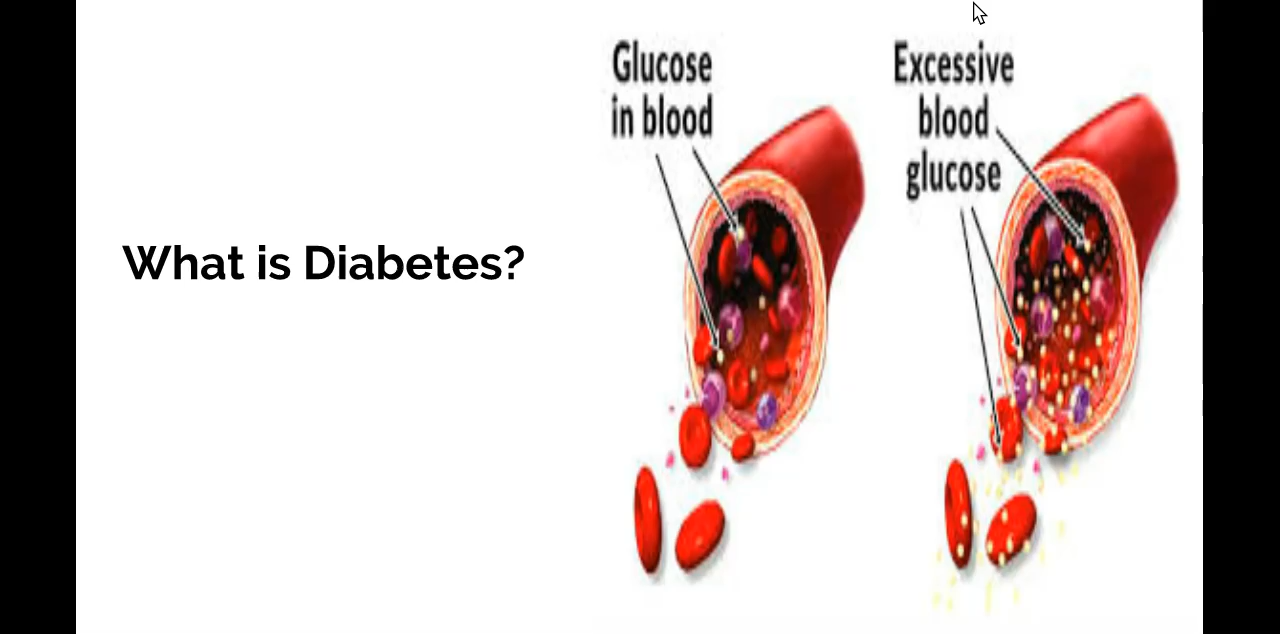 What is Diabetes?
Glucose
in blood
Excessive
blood
glucose